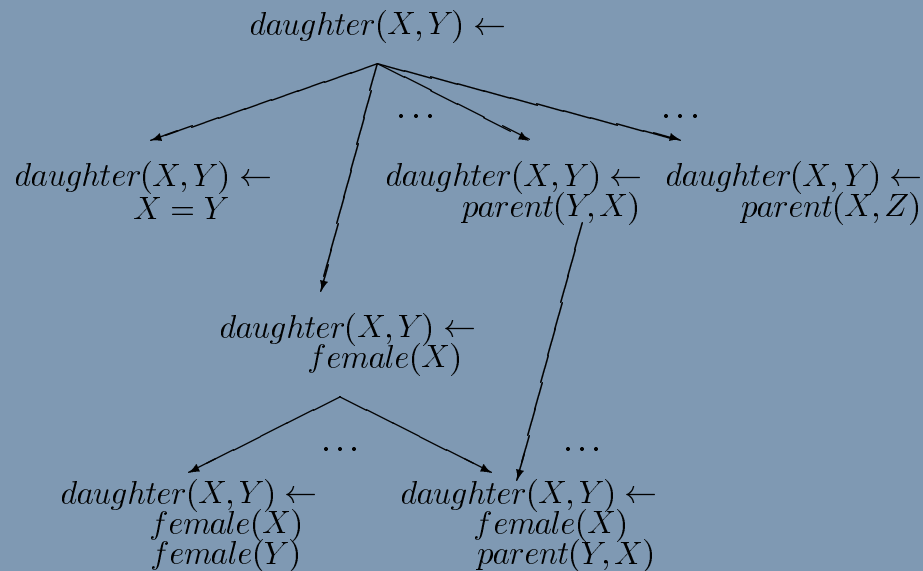 daughter(X, Y) ←
... ...
daughter(X, Y) ←
X = Y
daughter(X, Y) ←
parent(Y, X)
daughter(X, Y) ←
parent(X, Z)
daughter(X, Y) ←
female(X)
... ...
daughter(X, Y) ←
female(X)
female(Y)
daughter(X, Y) ←
female(X)
parent(Y, X)